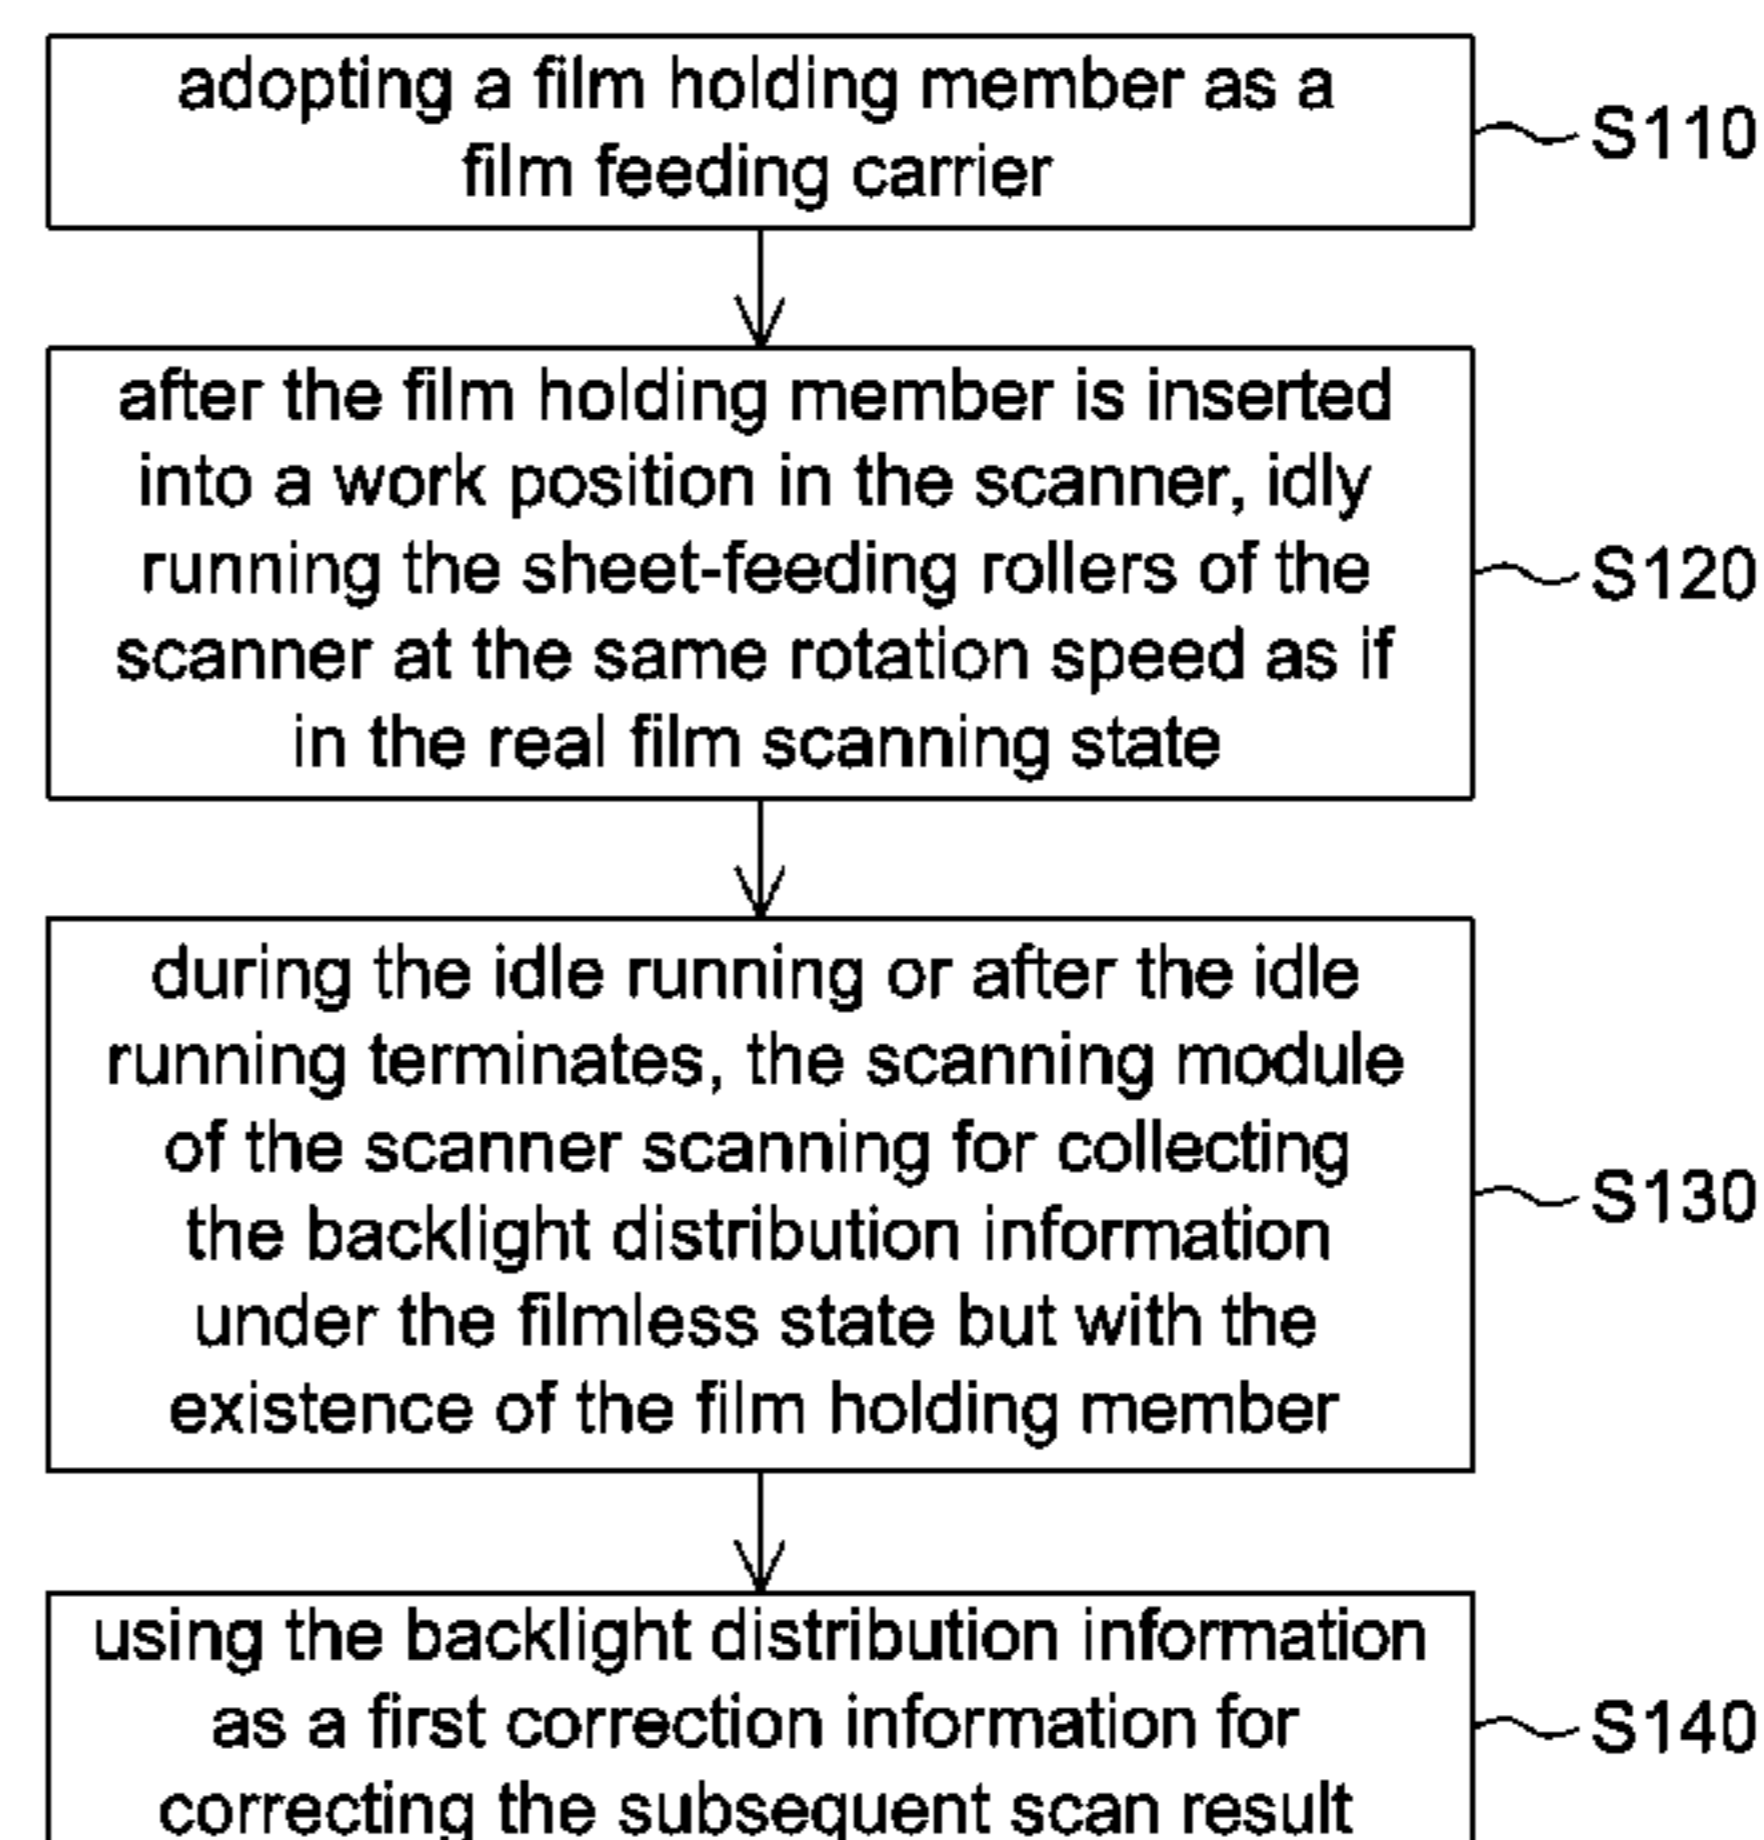 adopting a film holding member as a
film feeding carrier
S110
after the film holding member is inserted
into a work position in the scanner, idly
running the sheet-feeding rollers of the
scanner at the same rotation speed as if
in the real film scanning state
S120
during the idle running or after the idle
running terminates, the scanning module
of the scanner scanning for collecting
the backlight distribution information
under the filmless state but with the
existence of the film holding member
S130
using the backlight distribution information
as a first correction information for
correcting the subsequent scan result
S140